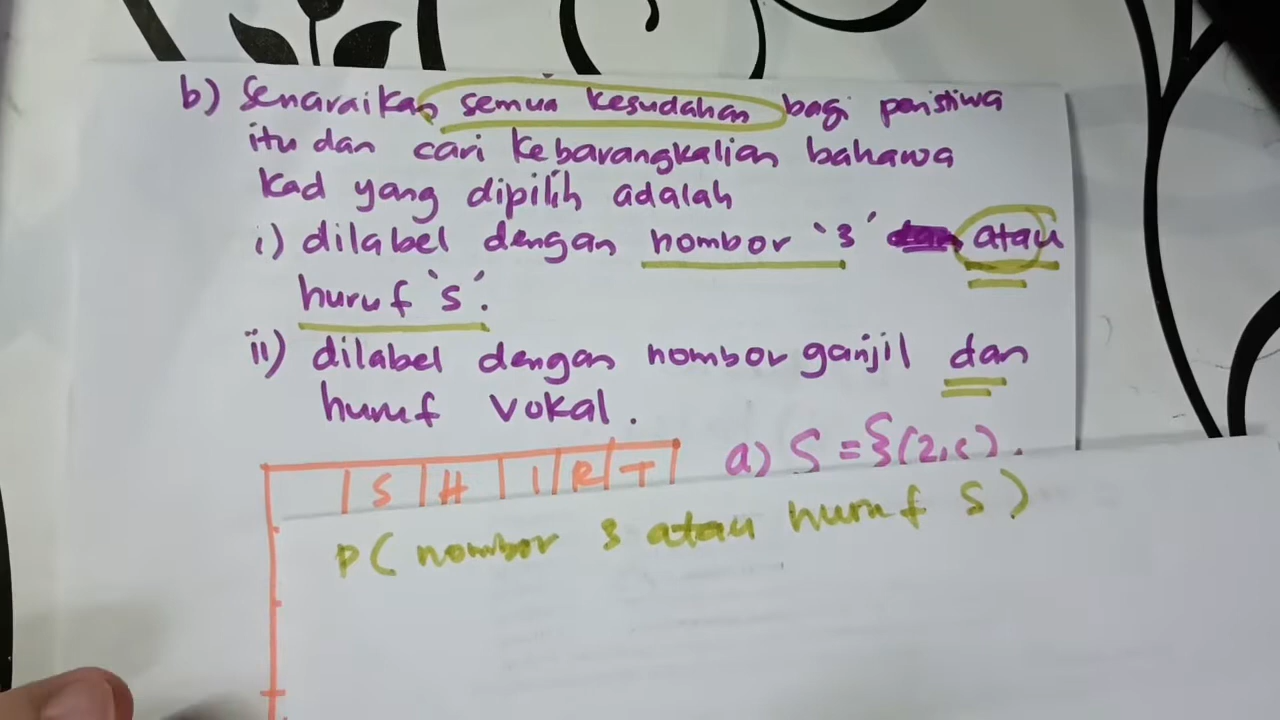 b) Senaraikan semua kesudahan bagi peristiwa
itu dan cari kebarangkalian bahawa
kad yang dipilih adalah
i) dilabel dengan nombor '3' atau
huruf 's'.
ii) dilabel dengan nombor ganjil dan
huruf vokal.
S H I R T
a) S = {(2,
P( nombor 3 atau huruf S)